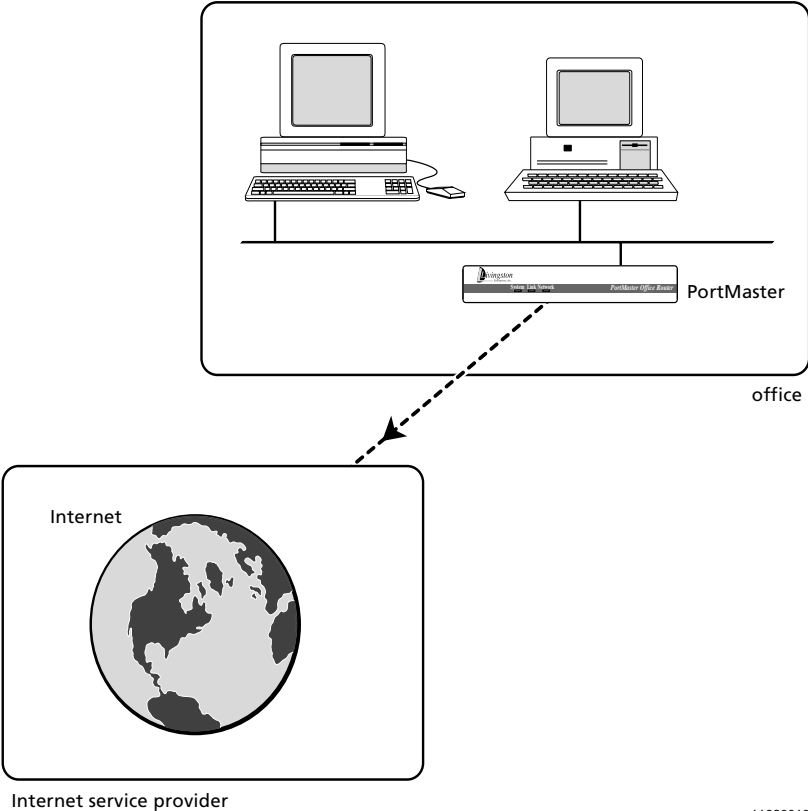 Livingston
System Link Network PortMaster Office Router
PortMaster
office
Internet
Internet service provider